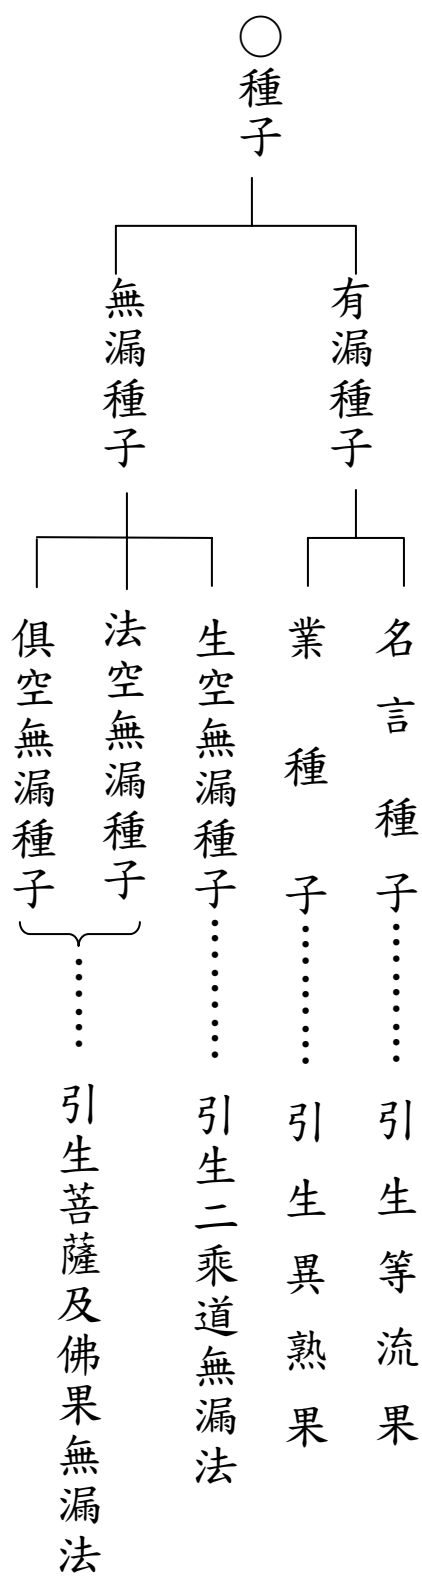 ○種子
有漏種子
無漏種子
名言種子………引生等流果
業種子………引生異熟果
生空無漏種子………引生二乘道無漏法
法空無漏種子
俱空無漏種子
……引生菩薩及佛果無漏法